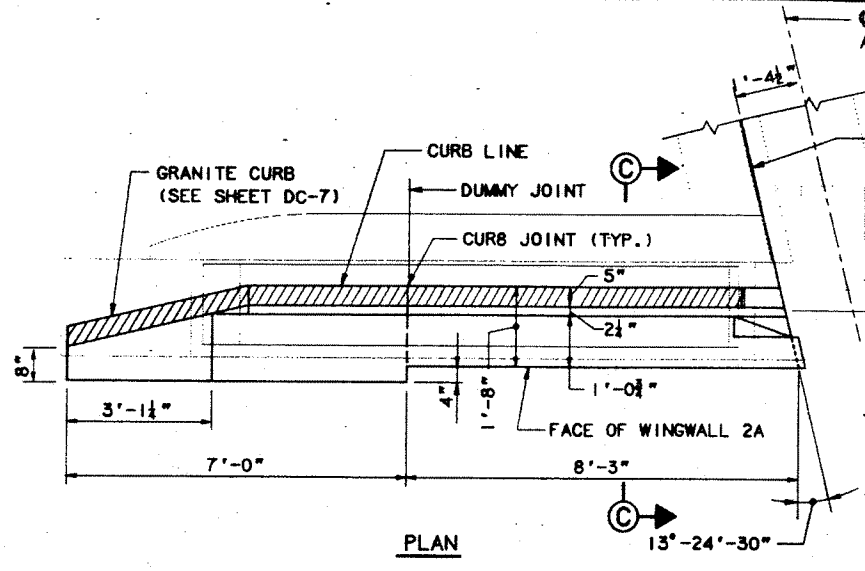 '-4½"
CURB LINE
GRANITE CURB
(SEE SHEET DC-7)
C
DUMMY JOINT
CURB JOINT (TYP.)
5"
2¼"
8"
3'-1¼"
4"
1'-8"
1'-0¾"
FACE OF WINGWALL 2A
7'-0"
8'-3"
C
13°-24'-30"
PLAN